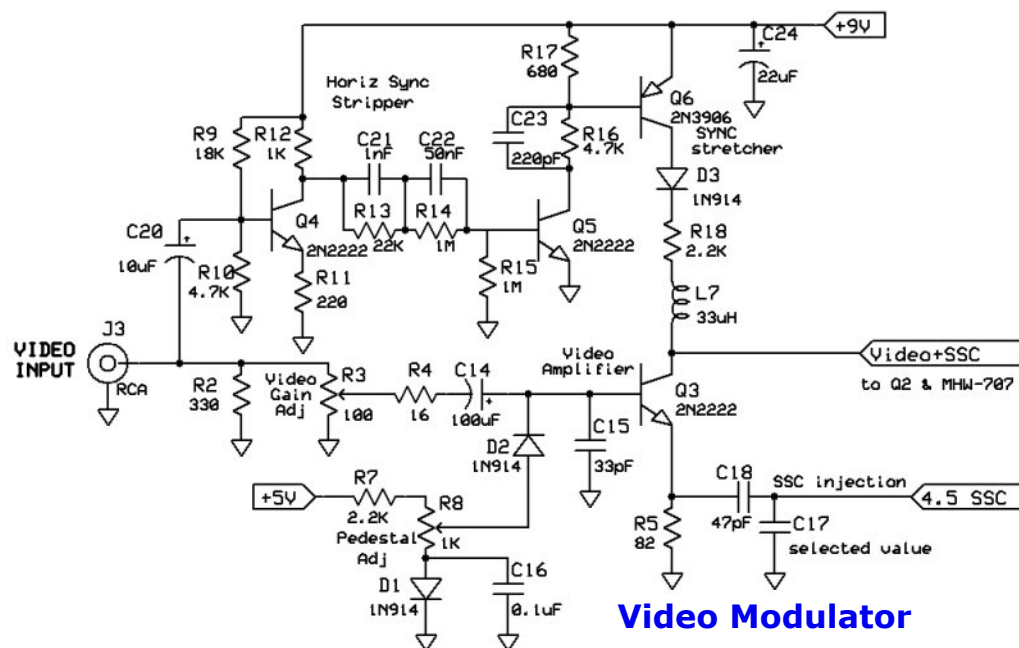 +9V
C24
22uF
R17
680
Horiz Sync
Stripper
Q6
2N3906
SYNC
stretcher
C23
220pF
R16
4.7K
R9
18K
R12
1K
C21
1nF
C22
50nF
D3
1N914
R13
22K
R14
1M
Q4
2N2222
Q5
2N2222
R18
2.2K
C20
10uF
R10
4.7K
R11
220
R15
1M
L7
33uH
J3
VIDEO
INPUT
RCA
Video
Amplifier
Video+SSC
to Q2 & MHW-707
R2
330
Video
Gain
Adj
R3
100
R4
16
C14
100uF
Q3
2N2222
D2
1N914
C15
33pF
C18
47pF
SSC injection
4.5 SSC
+5V
R7
2.2K
R8
1K
Pedestal
Adj
R5
82
C17
selected value
D1
1N914
C16
0.1uF
Video Modulator